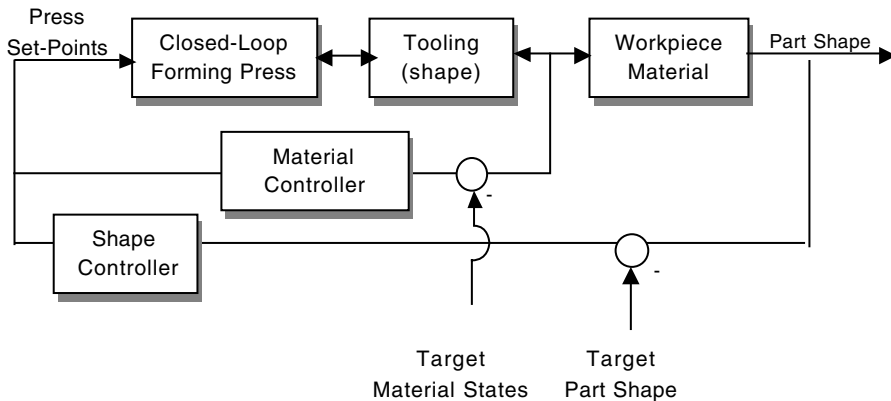 Press
Set-Points
Closed-Loop
Forming Press
Tooling
(shape)
Workpiece
Material
Part Shape
Material
Controller
-
Shape
Controller
-
Target
Material States
Target
Part Shape